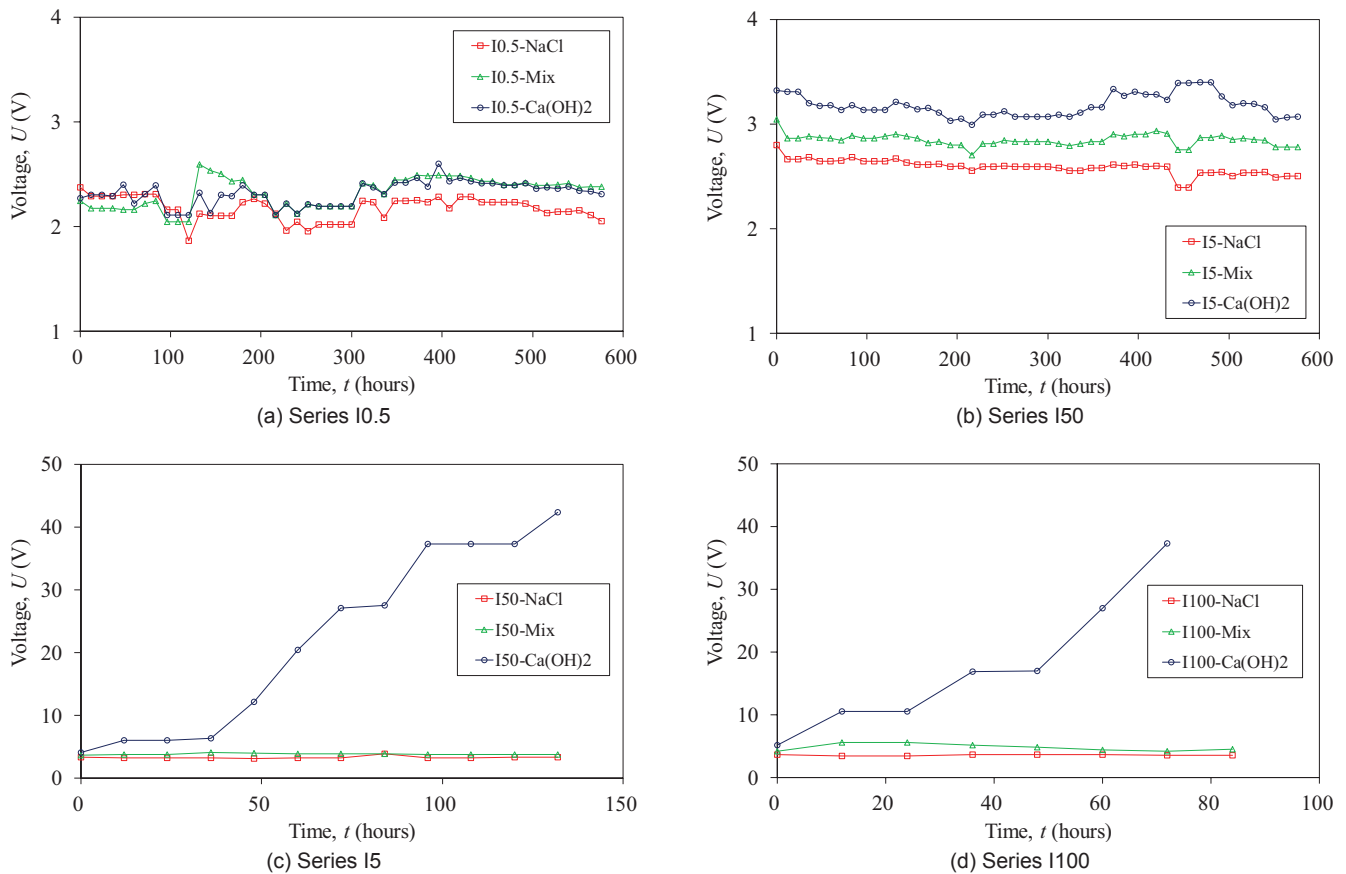 4
3
2
1
Voltage, U (V)
I0.5-NaCl
I0.5-Mix
I0.5-Ca(OH)2
0 100 200 300 400 500 600
Time, t (hours)
(a) Series I0.5
4
3
2
1
Voltage, U (V)
I5-NaCl
I5-Mix
I5-Ca(OH)2
0 100 200 300 400 500 600
Time, t (hours)
(b) Series I50
50
40
30
20
10
0
Voltage, U (V)
I50-NaCl
I50-Mix
I50-Ca(OH)2
0 50 100 150
Time, t (hours)
(c) Series I5
50
40
30
20
10
0
Voltage, U (V)
I100-NaCl
I100-Mix
I100-Ca(OH)2
0 20 40 60 80 100
Time, t (hours)
(d) Series I100